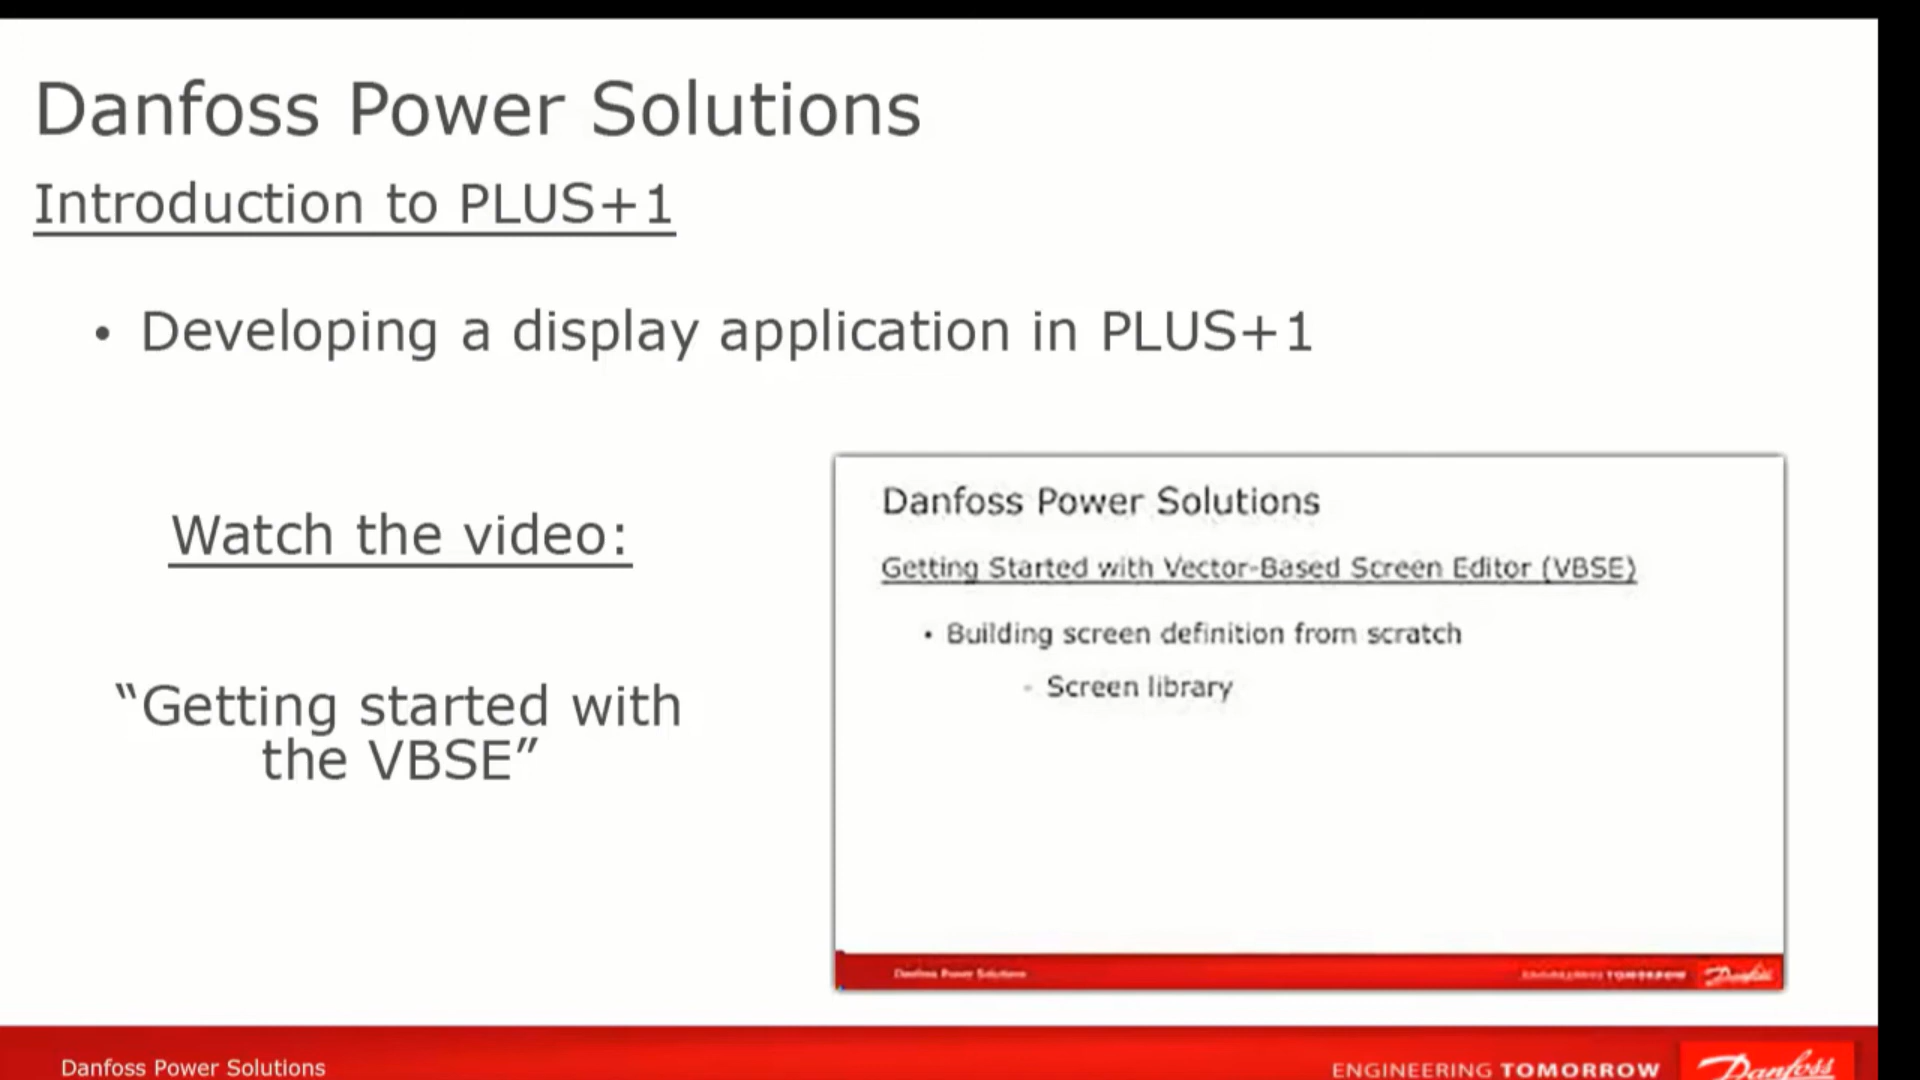 Danfoss Power Solutions
Introduction to PLUS+1
• Developing a display application in PLUS+1
Watch the video:
“Getting started with
the VBSE”
Danfoss Power Solutions
Getting Started with Vector-Based Screen Editor (VBSE)
• Building screen definition from scratch
- Screen library
Danfoss Power Solutions
ENGINEERING TOMORROW
Danfoss
Danfoss Power Solutions
ENGINEERING TOMORROW
Danfoss